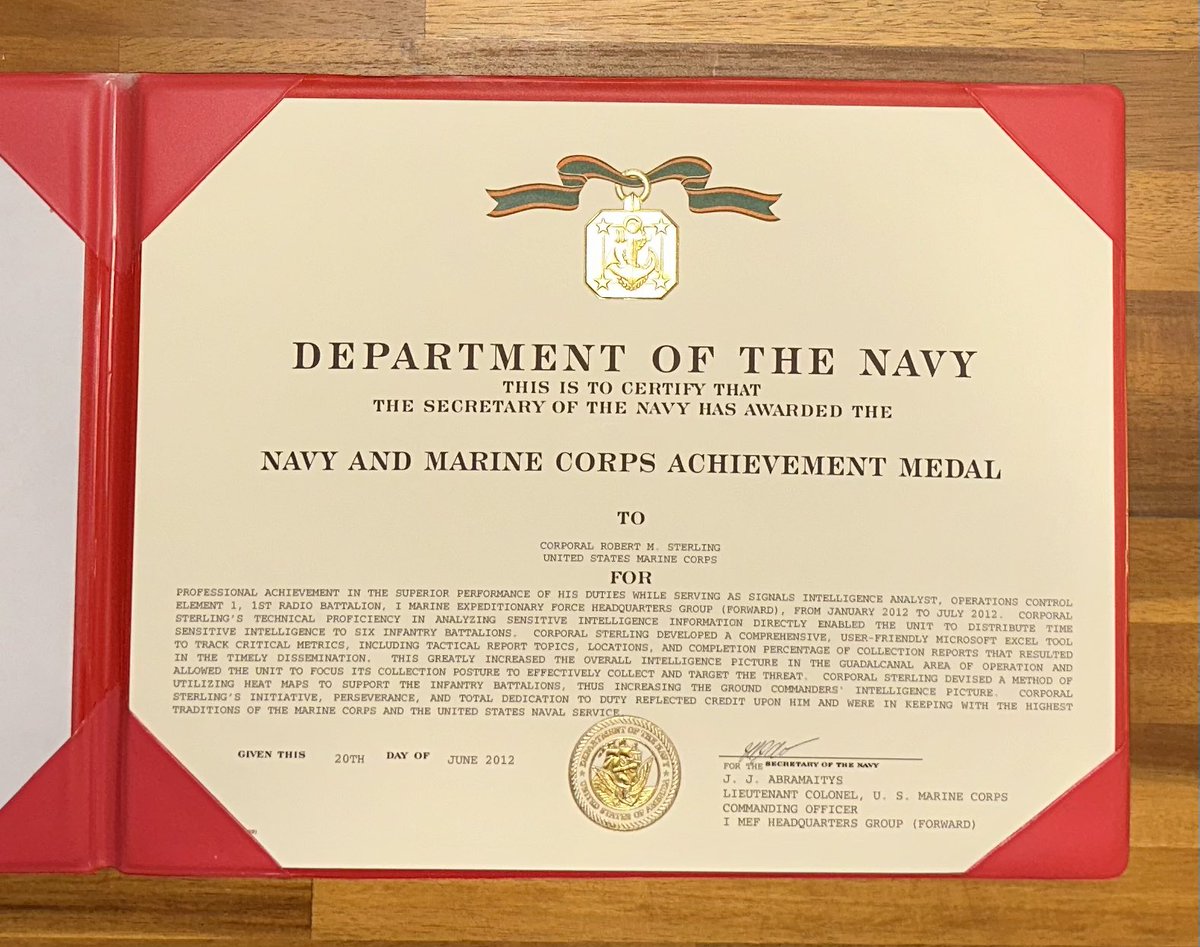 DEPARTMENT OF THE NAVY
THIS IS TO CERTIFY THAT
THE SECRETARY OF THE NAVY HAS AWARDED THE
NAVY AND MARINE CORPS ACHIEVEMENT MEDAL
TO
CORPORAL ROBERT M. STERLING
UNITED STATES MARINE CORPS
FOR
PROFESSIONAL ACHIEVEMENT IN THE SUPERIOR PERFORMANCE OF HIS DUTIES WHILE SERVING AS SIGNALS INTELLIGENCE ANALYST, OPERATIONS CONTROL
ELEMENT 1, 1ST RADIO BATTALION, I MARINE EXPEDITIONARY FORCE HEADQUARTERS GROUP (FORWARD), FROM JANUARY 2012 TO JULY 2012. CORPORAL
STERLING'S TECHNICAL PROFICIENCY IN ANALYZING SENSITIVE INTELLIGENCE INFORMATION DIRECTLY ENABLED THE UNIT TO DISTRIBUTE TIME
SENSITIVE INTELLIGENCE TO SIX INFANTRY BATTALIONS. CORPORAL STERLING DEVELOPED A COMPREHENSIVE, USER-FRIENDLY MICROSOFT EXCEL TOOL
TO TRACK CRITICAL METRICS, INCLUDING TACTICAL REPORT TOPICS, LOCATIONS, AND COMPLETION PERCENTAGE OF COLLECTION REPORTS THAT RESULTED
IN THE TIMELY DISSEMINATION. THIS GREATLY INCREASED THE OVERALL INTELLIGENCE PICTURE IN THE GUADALCANAL AREA OF OPERATION AND
ALLOWED THE UNIT TO FOCUS ITS COLLECTION POSTURE TO EFFECTIVELY COLLECT AND TARGET THE THREAT. CORPORAL STERLING DEVISED A METHOD OF
UTILIZING HEAT MAPS TO SUPPORT THE INFANTRY BATTALIONS, THUS INCREASING THE GROUND COMMANDERS' INTELLIGENCE PICTURE. CORPORAL
STERLING'S INITIATIVE, PERSEVERANCE, AND TOTAL DEDICATION TO DUTY REFLECTED CREDIT UPON HIM AND WERE IN KEEPING WITH THE HIGHEST
TRADITIONS OF THE MARINE CORPS AND THE UNITED STATES NAVAL SERVICE.
GIVEN THIS 20TH DAY OF JUNE 2012
DEPARTMENT OF THE NAVY
UNITED STATES OF AMERICA
FOR THE SECRETARY OF THE NAVY
J. J. ABRAMAITYS
LIEUTENANT COLONEL, U. S. MARINE CORPS
COMMANDING OFFICER
I MEF HEADQUARTERS GROUP (FORWARD)